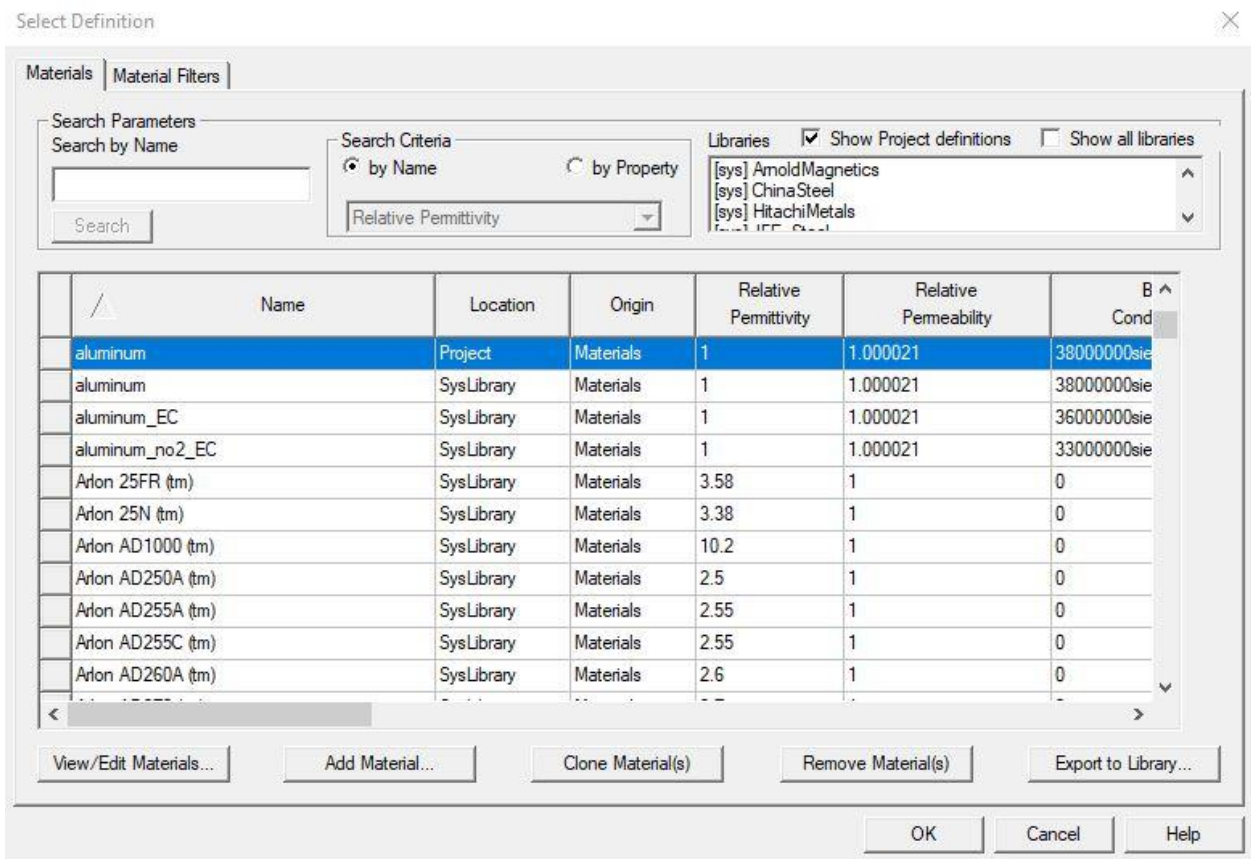 Select Definition
Materials Material Filters
Search Parameters
Search by Name
Search
Search Criteria
by Name by Property
Relative Permittivity
Libraries Show Project definitions Show all libraries
[sys] ArnoldMagnetics
[sys] ChinaSteel
[sys] HitachiMetals
Name Location Origin Relative Permittivity Relative Permeability B Cond
aluminum Project Materials 1 1.000021 38000000sie
aluminum SysLibrary Materials 1 1.000021 38000000sie
aluminum_EC SysLibrary Materials 1 1.000021 36000000sie
aluminum_no2_EC SysLibrary Materials 1 1.000021 33000000sie
Arlon 25FR (tm) SysLibrary Materials 3.58 1 0
Arlon 25N (tm) SysLibrary Materials 3.38 1 0
Arlon AD1000 (tm) SysLibrary Materials 10.2 1 0
Arlon AD250A (tm) SysLibrary Materials 2.5 1 0
Arlon AD255A (tm) SysLibrary Materials 2.55 1 0
Arlon AD255C (tm) SysLibrary Materials 2.55 1 0
Arlon AD260A (tm) SysLibrary Materials 2.6 1 0
View/Edit Materials... Add Material... Clone Material(s) Remove Material(s) Export to Library...
OK Cancel Help